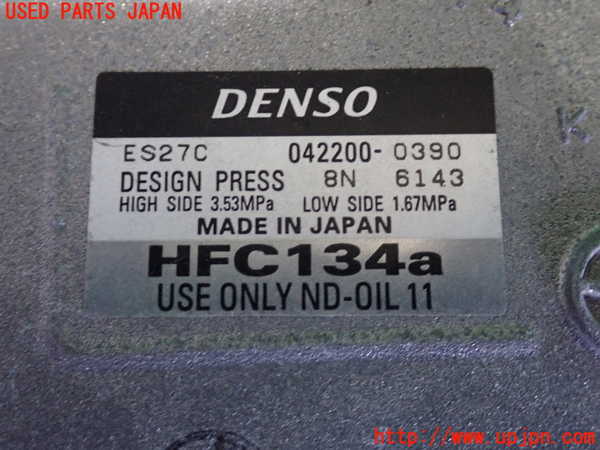 USED PARTS JAPAN
DENSO
ES27C 042200-0390
DESIGN PRESS 8N 6143
HIGH SIDE 3.53MPa LOW SIDE 1.67MPa
MADE IN JAPAN
HFC134a
USE ONLY ND-OIL 11
K
http://www.upjpn.com/